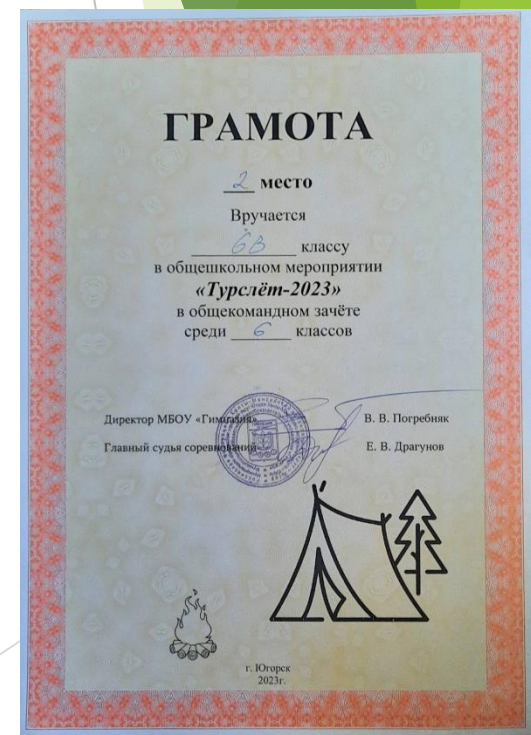 ГРАМОТА
2 место
Вручается
6В классу
в общешкольном мероприятии
«Турслёт-2023»
в общекомандном зачёте
среди 6 классов
Директор МБОУ «Гимназия» В. В. Погребняк
Главный судья соревнований Е. В. Драгунов
г. Югорск
2023г.